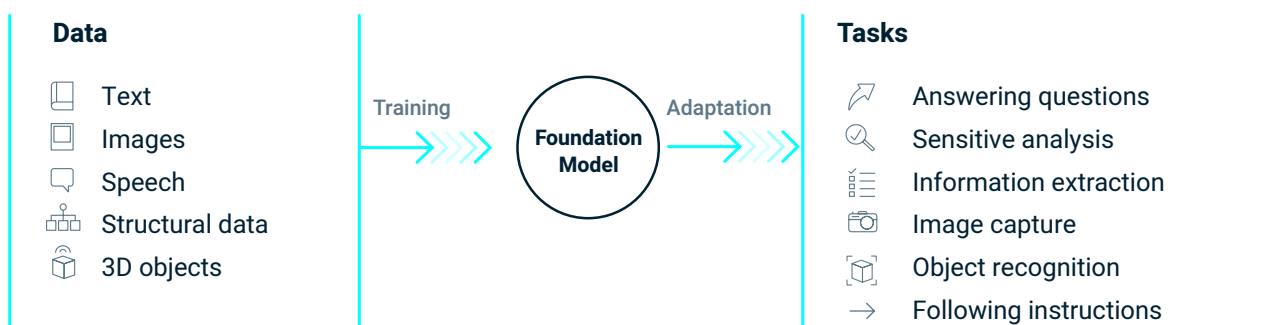 Data
Text
Images
Speech
Structural data
3D objects
Training
Foundation
Model
Adaptation
Tasks
Answering questions
Sensitive analysis
Information extraction
Image capture
Object recognition
Following instructions